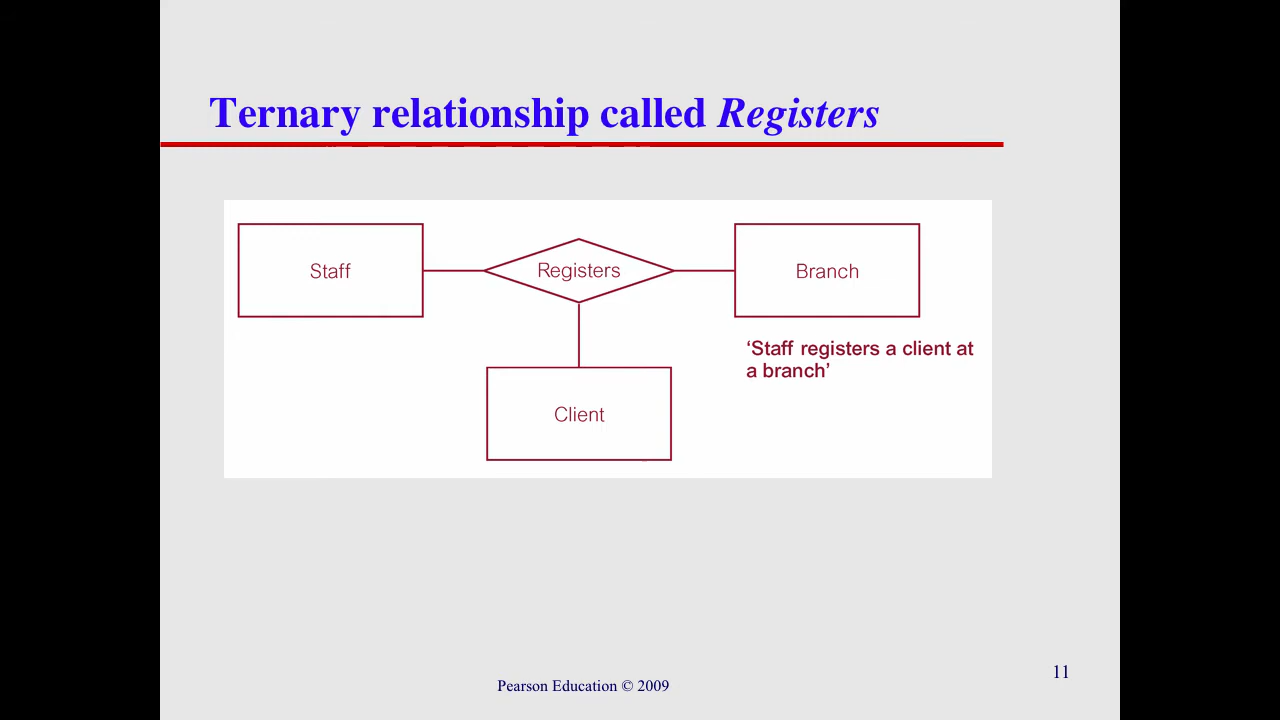 Ternary relationship called Registers
Staff
Registers
Branch
‘Staff registers a client at
a branch’
Client
Pearson Education © 2009
11